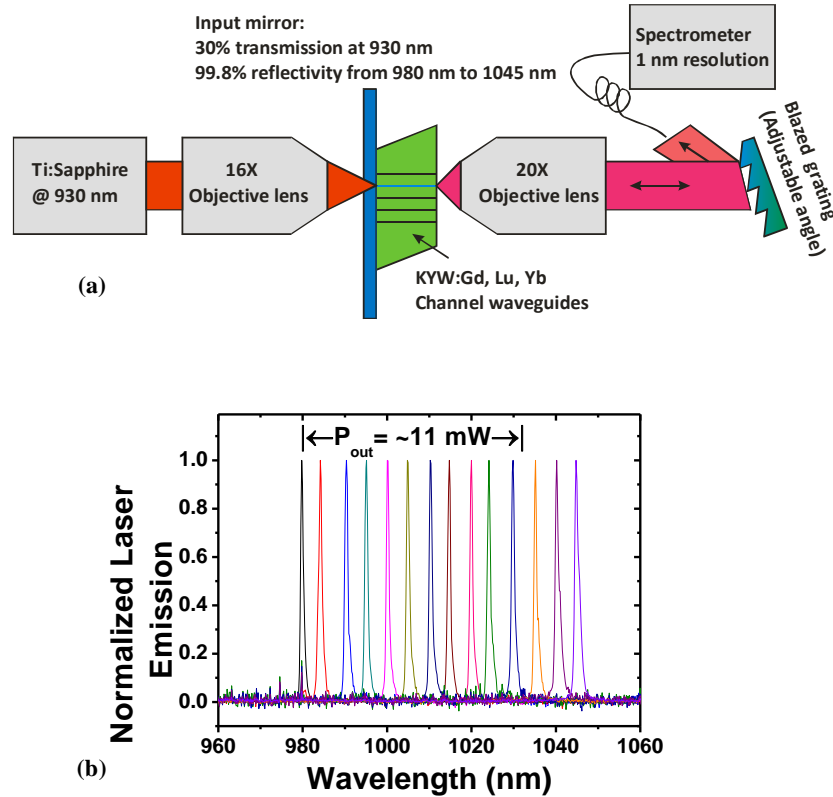 Input mirror:
30% transmission at 930 nm
99.8% reflectivity from 980 nm to 1045 nm
Spectrometer
1 nm resolution
Ti:Sapphire
@ 930 nm
16X
Objective lens
20X
Objective lens
Blazed grating
(Adjustable angle)
KYW:Gd, Lu, Yb
Channel waveguides
(a)
P_out = ~11 mW
1.0
0.8
0.6
0.4
0.2
0.0
Normalized Laser
Emission
960 980 1000 1020 1040 1060
Wavelength (nm)
(b)